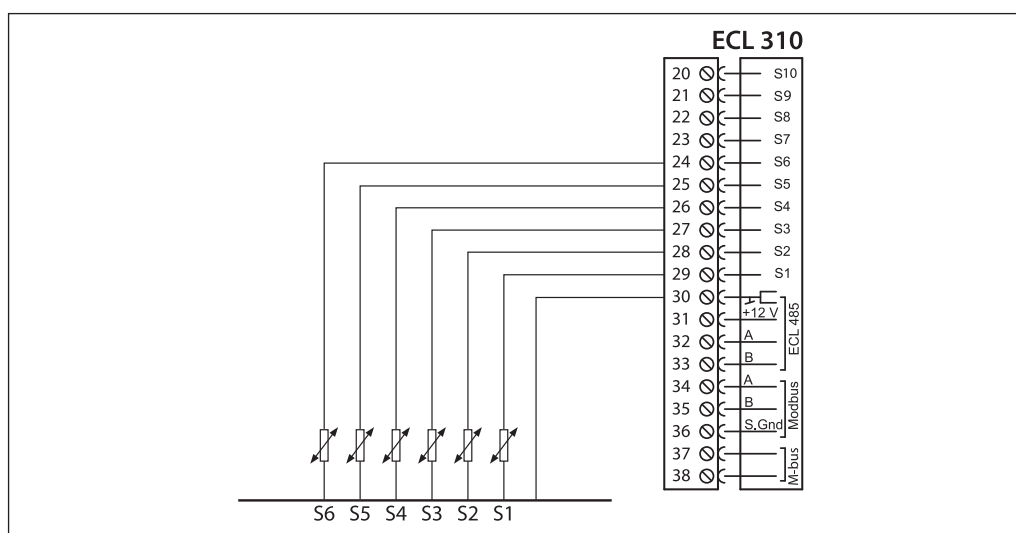 ECL 310
20 S10
21 S9
22 S8
23 S7
24 S6
25 S5
26 S4
27 S3
28 S2
29 S1
30
31 +12 V
32 A
33 B
ECL 485
34 A
35 B
36 S.Gnd
Modbus
37
38
M-bus
S6 S5 S4 S3 S2 S1